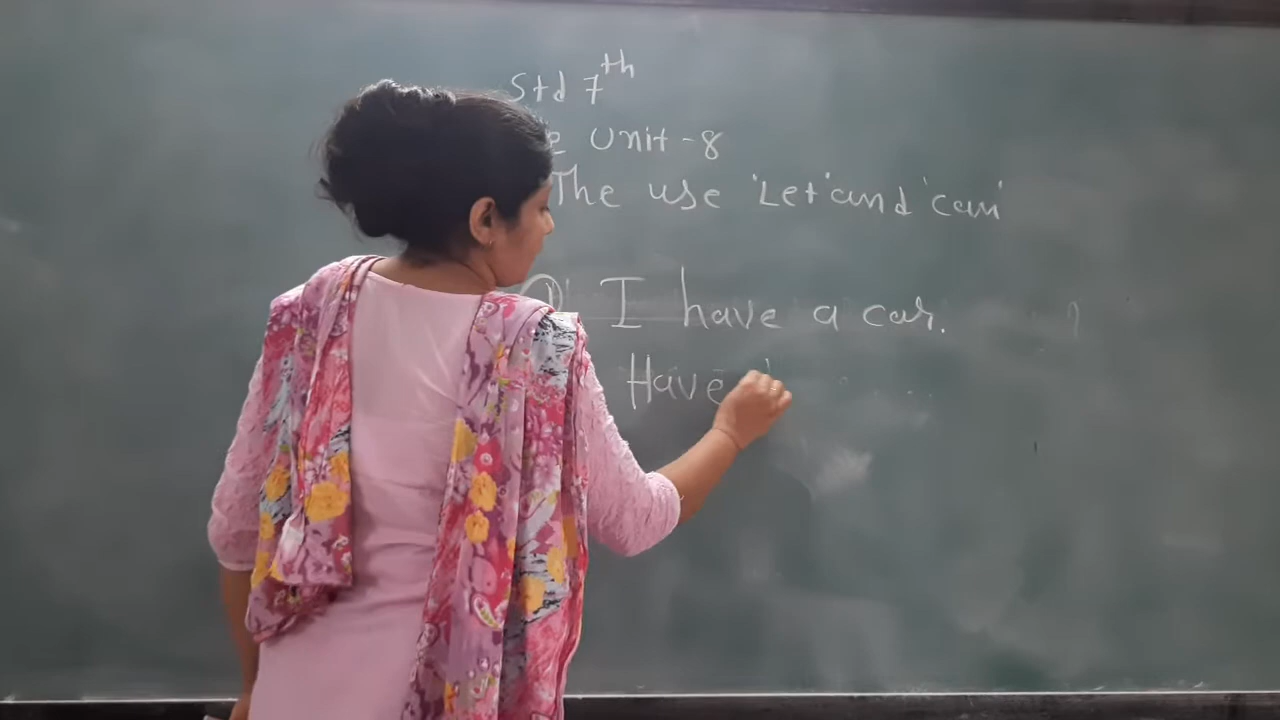 Std 7th
Unit - 8
The use 'Let' and 'can'
I have a car.
Have